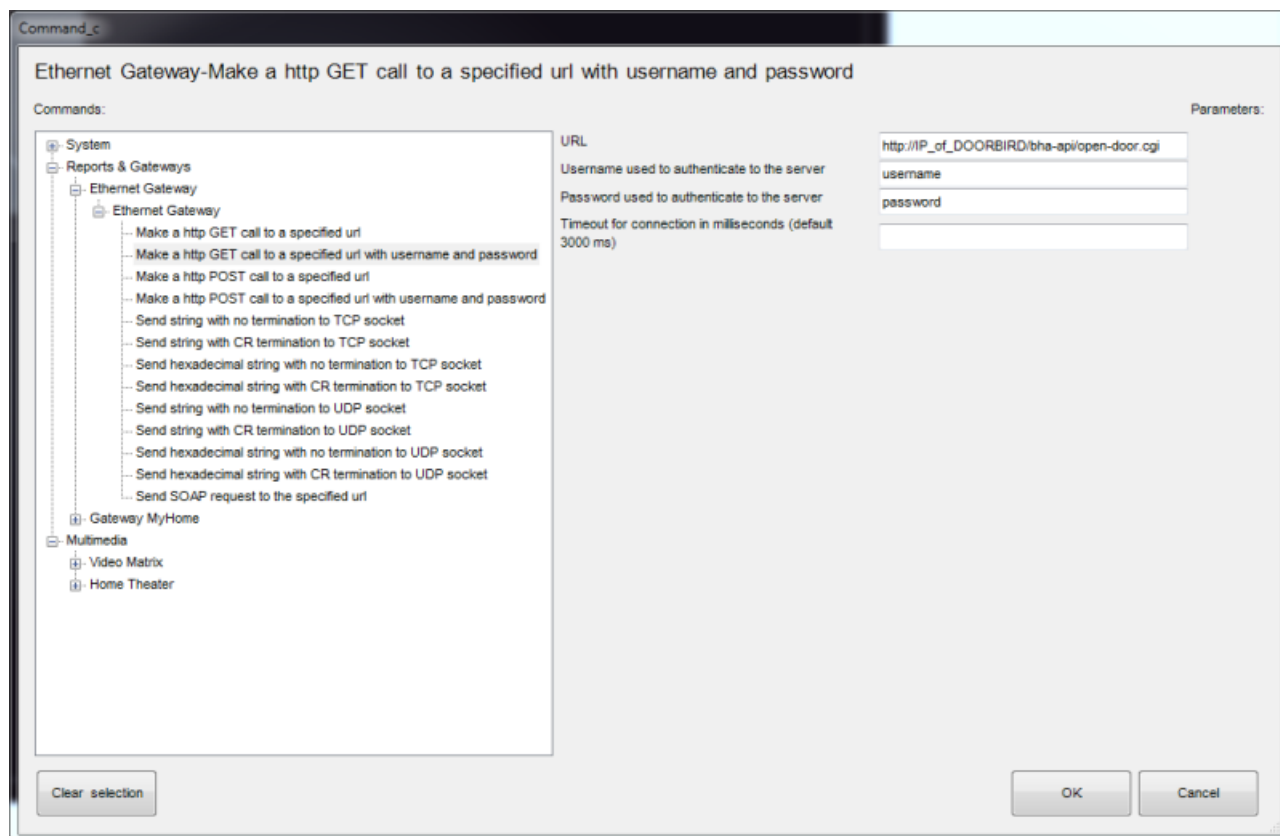 Command_c
Ethernet Gateway-Make a http GET call to a specified url with username and password
Commands:
Parameters:
System
Reports & Gateways
Ethernet Gateway
Ethernet Gateway
Make a http GET call to a specified url
Make a http GET call to a specified url with username and password
Make a http POST call to a specified url
Make a http POST call to a specified url with username and password
Send string with no termination to TCP socket
Send string with CR termination to TCP socket
Send hexadecimal string with no termination to TCP socket
Send hexadecimal string with CR termination to TCP socket
Send string with no termination to UDP socket
Send string with CR termination to UDP socket
Send hexadecimal string with no termination to UDP socket
Send hexadecimal string with CR termination to UDP socket
Send SOAP request to the specified url
Gateway MyHome
Multimedia
Video Matrix
Home Theater
URL
http://IP_of_DOORBIRD/bha-api/open-door.cgi
Username used to authenticate to the server
username
Password used to authenticate to the server
password
Timeout for connection in milliseconds (default
3000 ms)
Clear selection
OK
Cancel